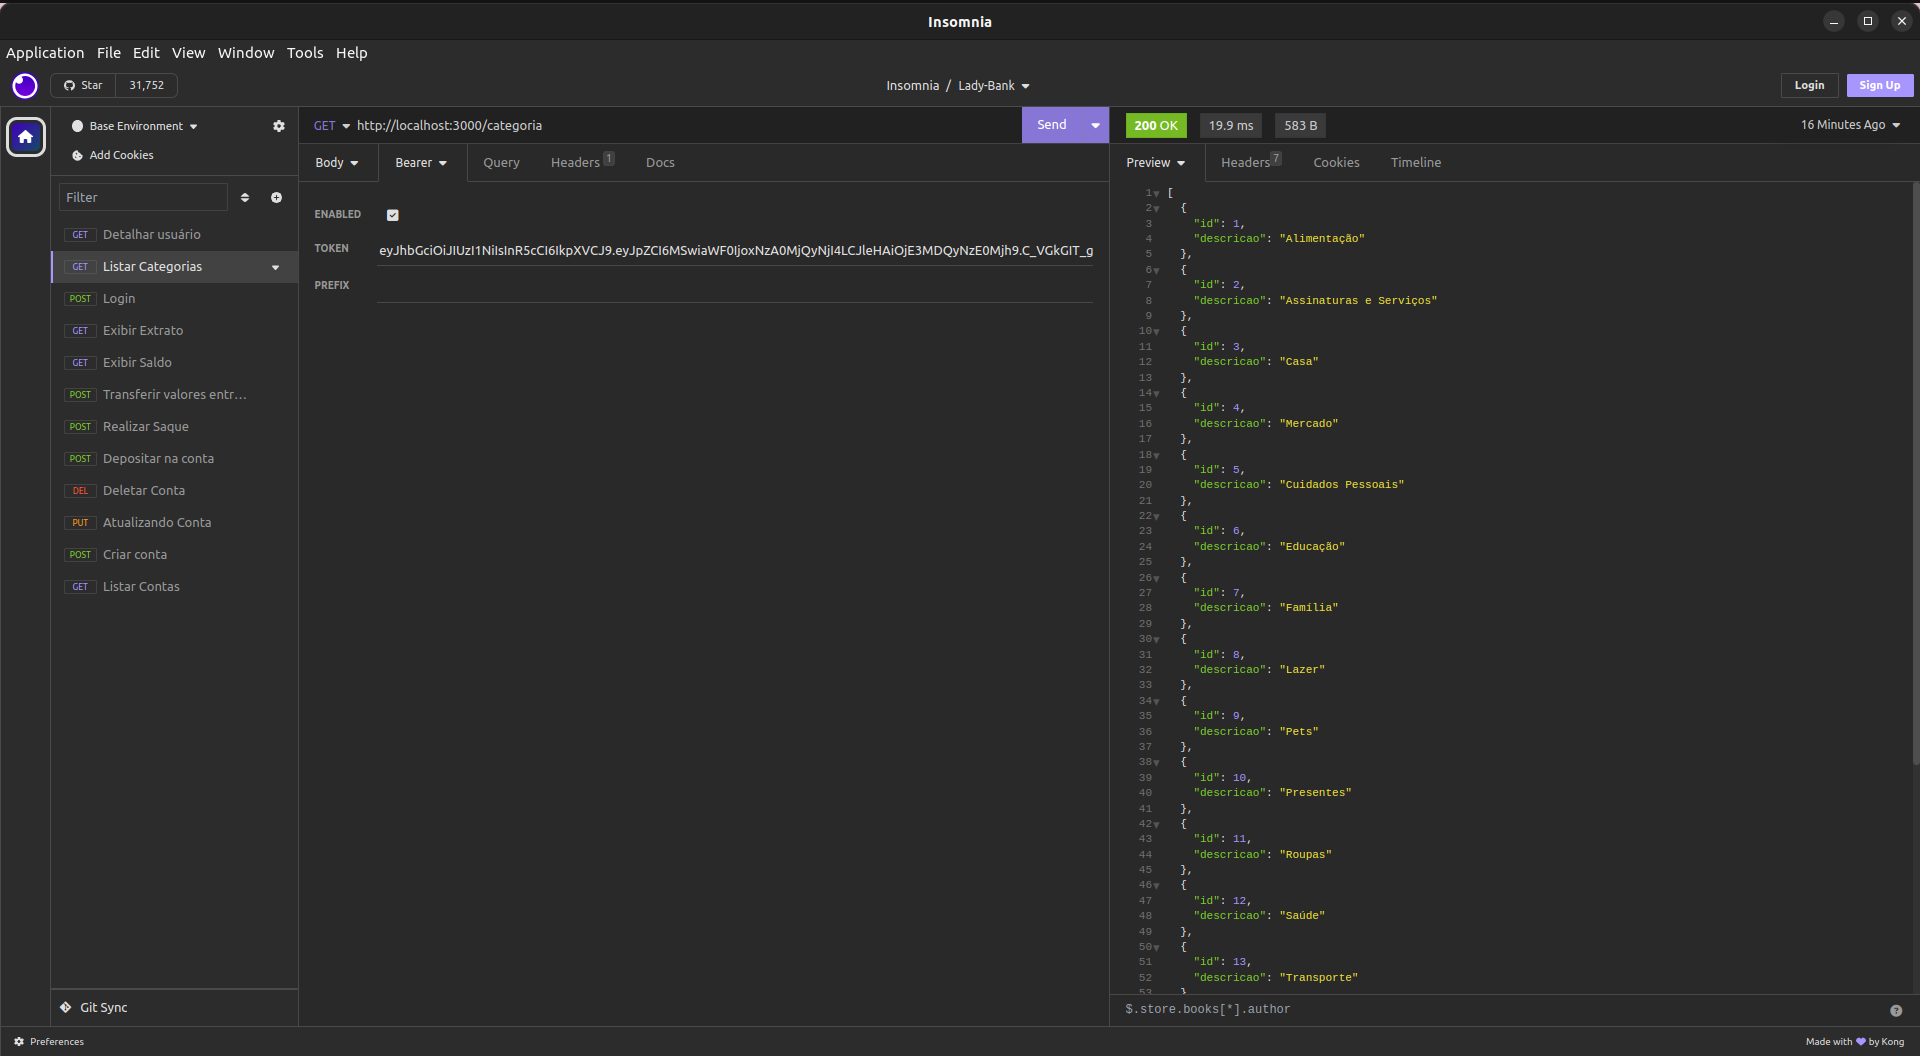 Insomnia
Application File Edit View Window Tools Help
Star 31,752
Insomnia / Lady-Bank
Login Sign Up
Base Environment
Add Cookies
Filter
GET Detalhar usuário
GET Listar Categorias
POST Login
GET Exibir Extrato
GET Exibir Saldo
POST Transferir valores entr...
POST Realizar Saque
POST Depositar na conta
DEL Deletar Conta
PUT Atualizando Conta
POST Criar conta
GET Listar Contas
Git Sync
Preferences
GET http://localhost:3000/categoria
Send
Body Bearer Query Headers 1 Docs
ENABLED
TOKEN eyJhbGciOiJIUzI1NiIsInR5cCI6IkpXVCJ9.eyJpZCI6MSwiaWF0IjoxNzA0MjQyNjI4LCJleHAiOjE3MDQyNzE0Mjh9.C_VGkGIT_g
PREFIX
200 OK 19.9 ms 583 B
16 Minutes Ago
Preview Headers 7 Cookies Timeline
1 [
2 {
3 "id": 1,
4 "descricao": "Alimentação"
5 },
6 {
7 "id": 2,
8 "descricao": "Assinaturas e Serviços"
9 },
10 {
11 "id": 3,
12 "descricao": "Casa"
13 },
14 {
15 "id": 4,
16 "descricao": "Mercado"
17 },
18 {
19 "id": 5,
20 "descricao": "Cuidados Pessoais"
21 },
22 {
23 "id": 6,
24 "descricao": "Educação"
25 },
26 {
27 "id": 7,
28 "descricao": "Família"
29 },
30 {
31 "id": 8,
32 "descricao": "Lazer"
33 },
34 {
35 "id": 9,
36 "descricao": "Pets"
37 },
38 {
39 "id": 10,
40 "descricao": "Presentes"
41 },
42 {
43 "id": 11,
44 "descricao": "Roupas"
45 },
46 {
47 "id": 12,
48 "descricao": "Saúde"
49 },
50 {
51 "id": 13,
52 "descricao": "Transporte"
53 }
$.store.books[*].author
Made with 💜 by Kong